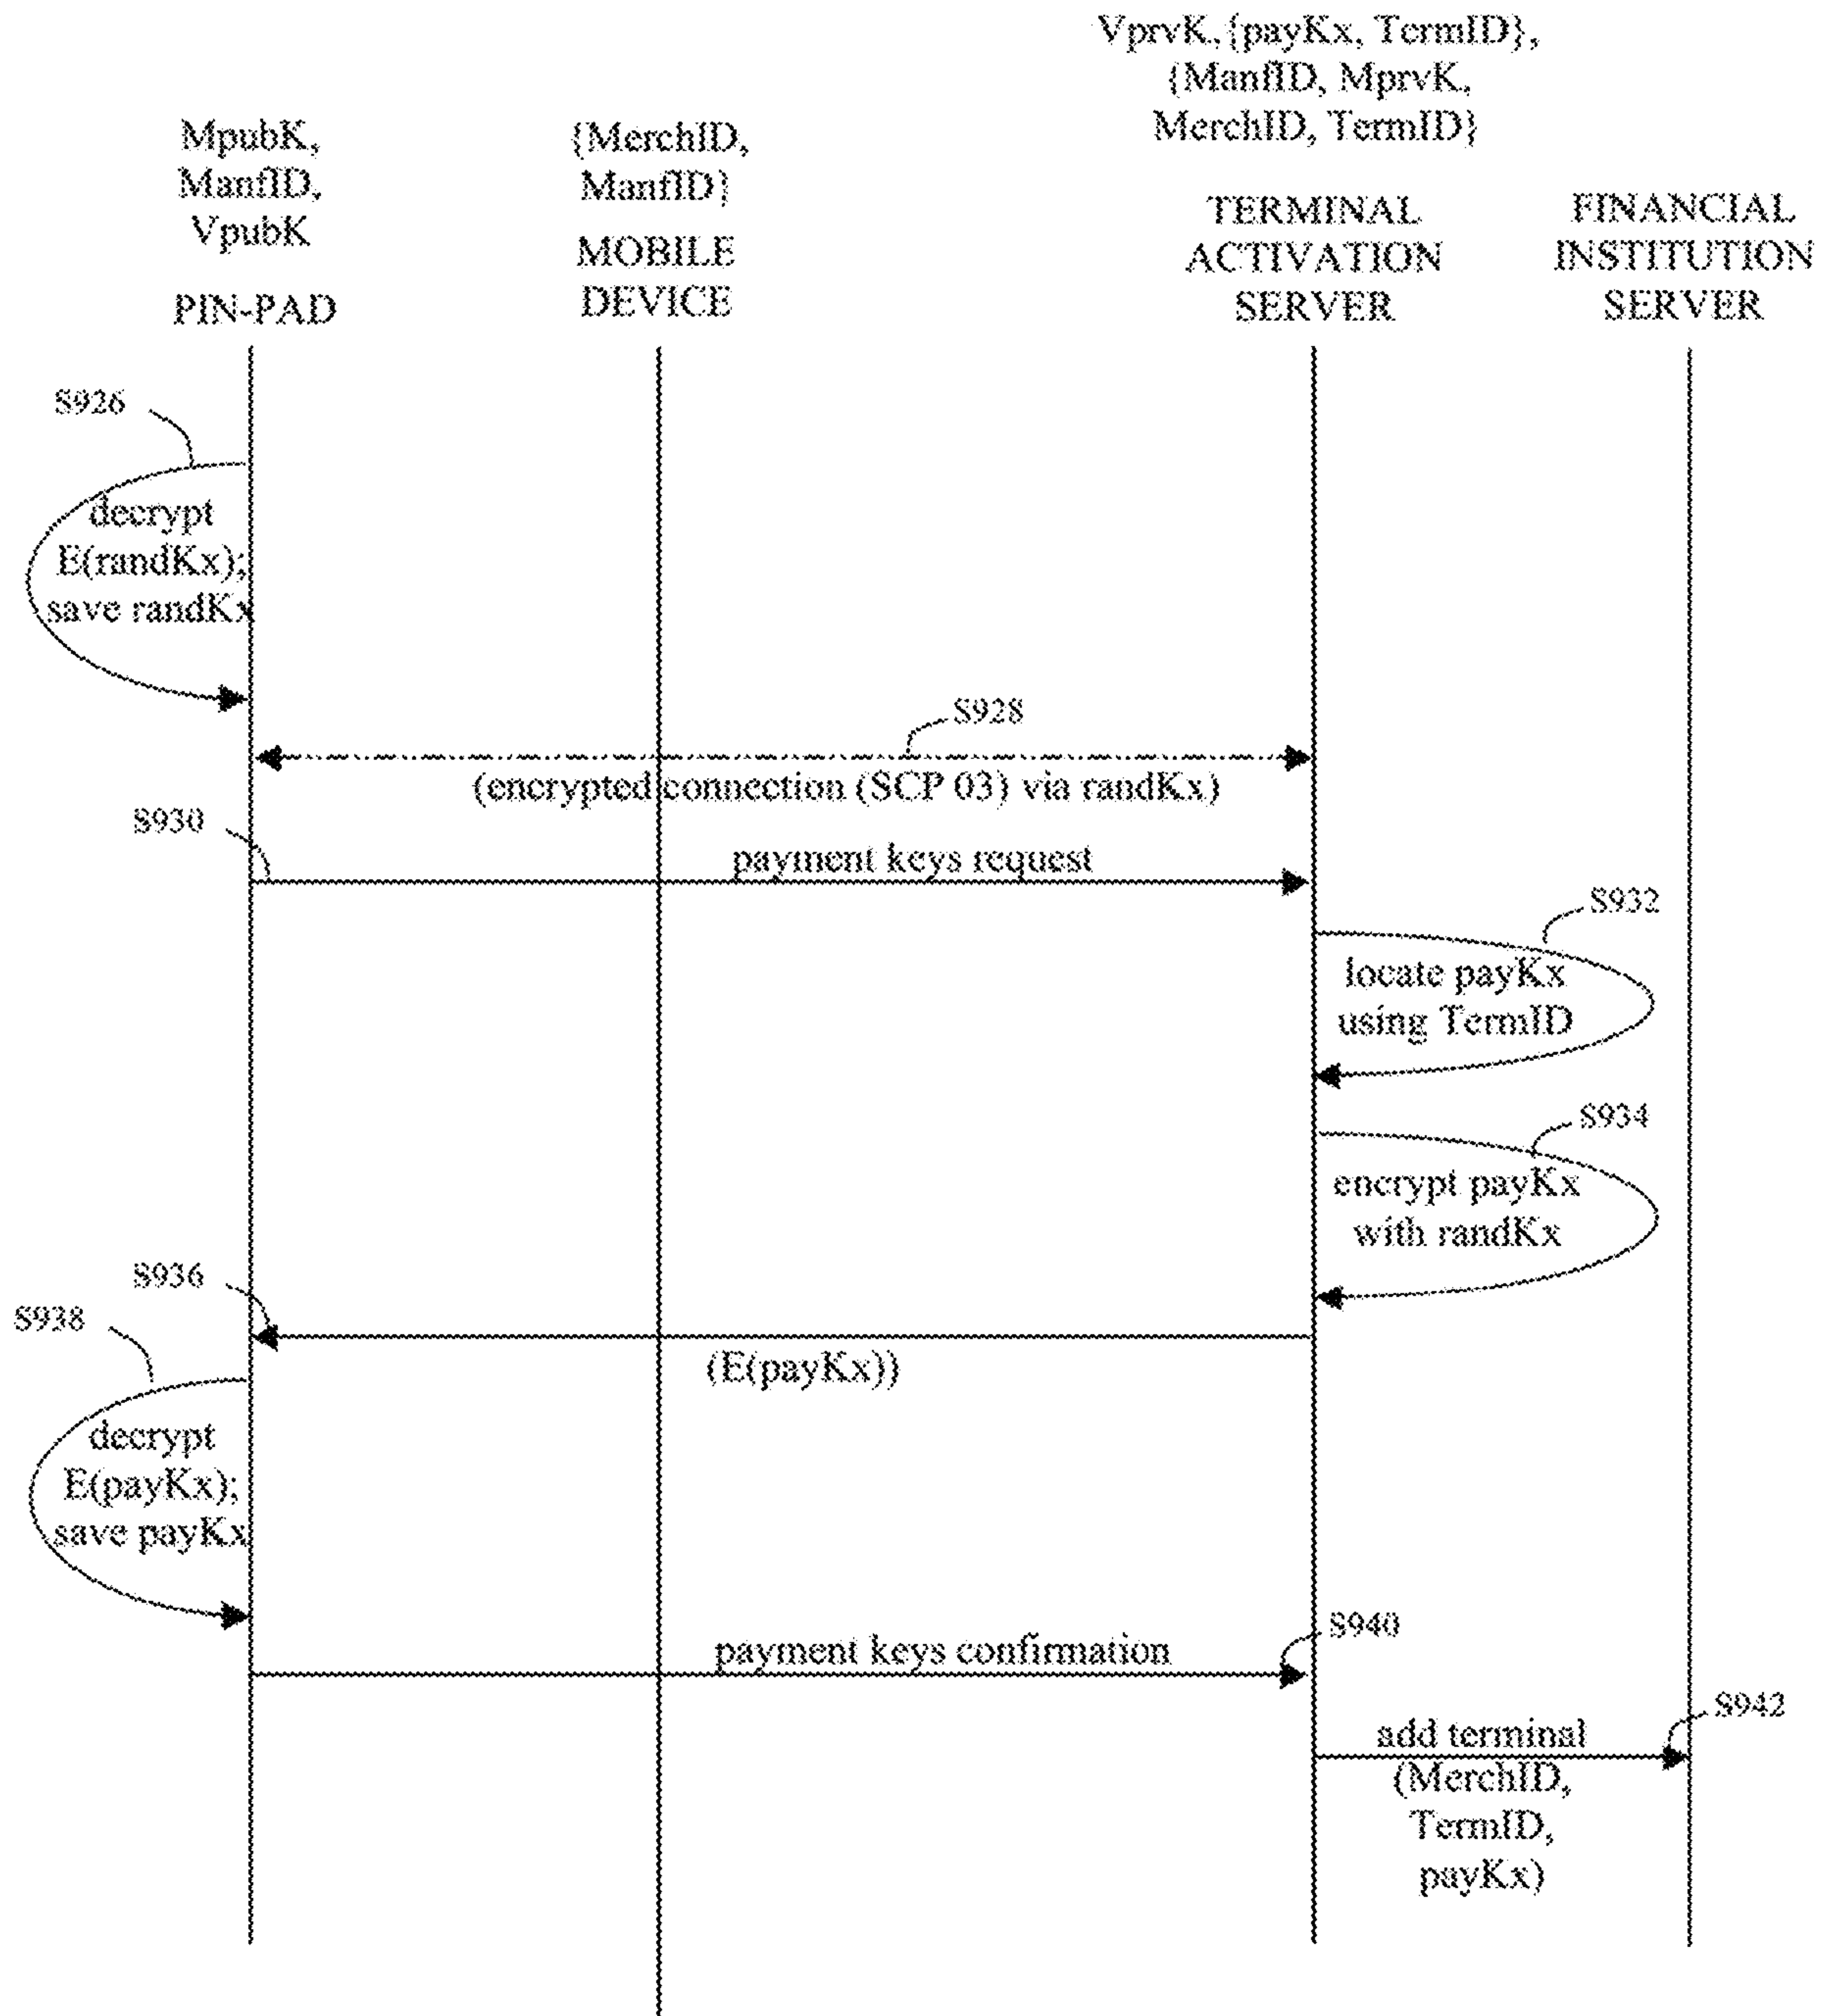 MpubK,
ManfID,
VpubK
PIN-PAD
{MerchID,
ManfID}
MOBILE
DEVICE
VprvK,{payKx, TermID},
{ManfID, MprvK,
MerchID, TermID}
TERMINAL
ACTIVATION
SERVER
FINANCIAL
INSTITUTION
SERVER
S926
decrypt
E(randKx);
save randKx
S928
(encrypted connection (SCP 03) via randKx)
S930
payment keys request
S932
locate payKx
using TermID
S934
encrypt payKx
with randKx
S936
(E(payKx))
S938
decrypt
E(payKx);
save payKx
S940
payment keys confirmation
S942
add terminal
(MerchID,
TermID,
payKx)